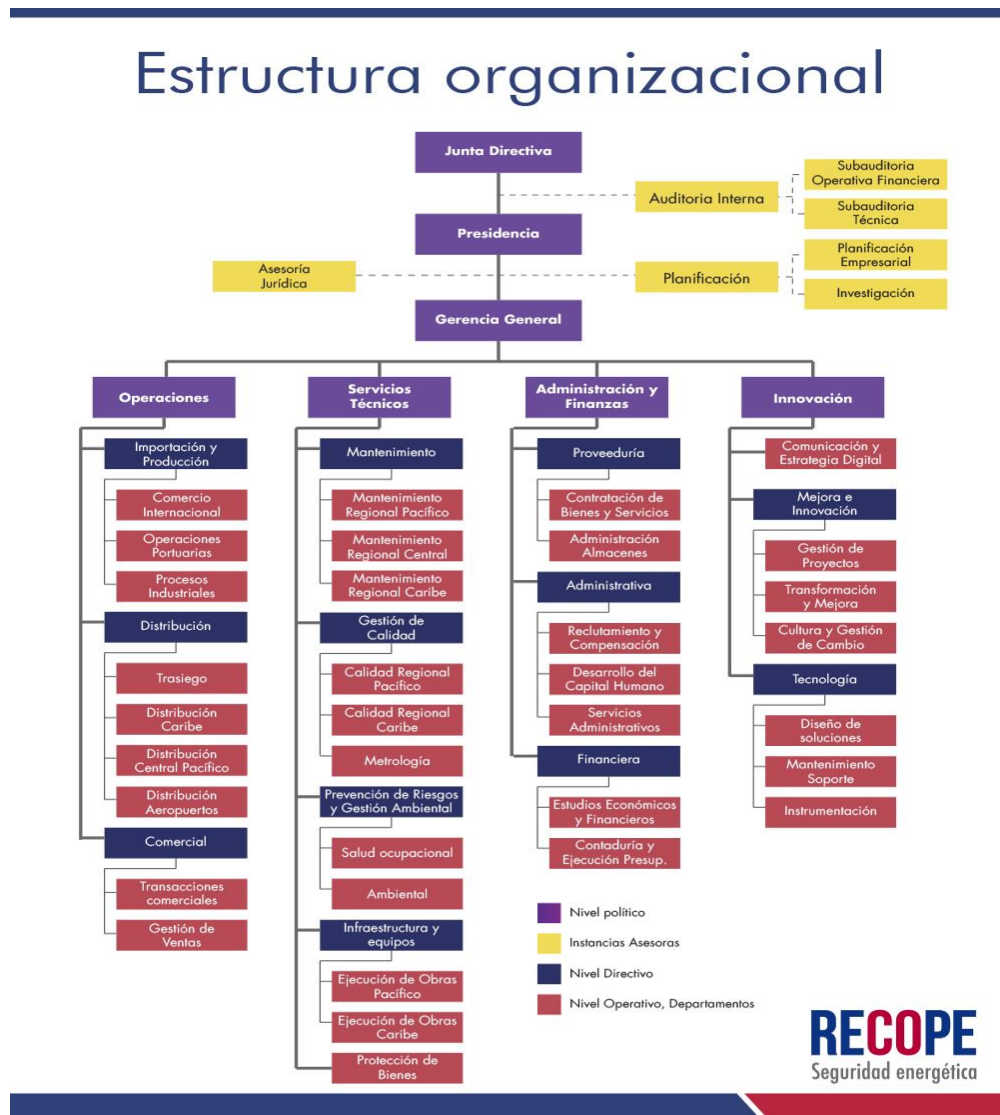 Estructura organizacional
Junta Directiva
Auditoria Interna
Subauditoria
Operativa Financiera
Subauditoria
Técnica
Presidencia
Asesoría
Jurídica
Planificación
Planificación
Empresarial
Investigación
Gerencia General
Operaciones
Importación y
Producción
Comercio
Internacional
Operaciones
Portuarias
Procesos
Industriales
Distribución
Trasiego
Distribución
Caribe
Distribución
Central Pacífico
Distribución
Aeropuertos
Comercial
Transacciones
comerciales
Gestión de
Ventas
Servicios
Técnicos
Mantenimiento
Mantenimiento
Regional Pacífico
Mantenimiento
Regional Central
Mantenimiento
Regional Caribe
Gestión de
Calidad
Calidad Regional
Pacífico
Calidad Regional
Caribe
Metrología
Prevención de Riesgos
y Gestión Ambiental
Salud ocupacional
Ambiental
Infraestructura y
equipos
Ejecución de Obras
Pacífico
Ejecución de Obras
Caribe
Protección de
Bienes
Administración y
Finanzas
Proveeduría
Contratación de
Bienes y Servicios
Administración
Almacenes
Administrativa
Reclutamiento y
Compensación
Desarrollo del
Capital Humano
Servicios
Administrativos
Financiera
Estudios Económicos
y Financieros
Contaduría y
Ejecución Presup.
Innovación
Comunicación y
Estrategia Digital
Mejora e
Innovación
Gestión de
Proyectos
Transformación
y Mejora
Cultura y Gestión
de Cambio
Tecnología
Diseño de
soluciones
Mantenimiento
Soporte
Instrumentación
Nivel político
Instancias Asesoras
Nivel Directivo
Nivel Operativo, Departamentos
RECOPE
Seguridad energética